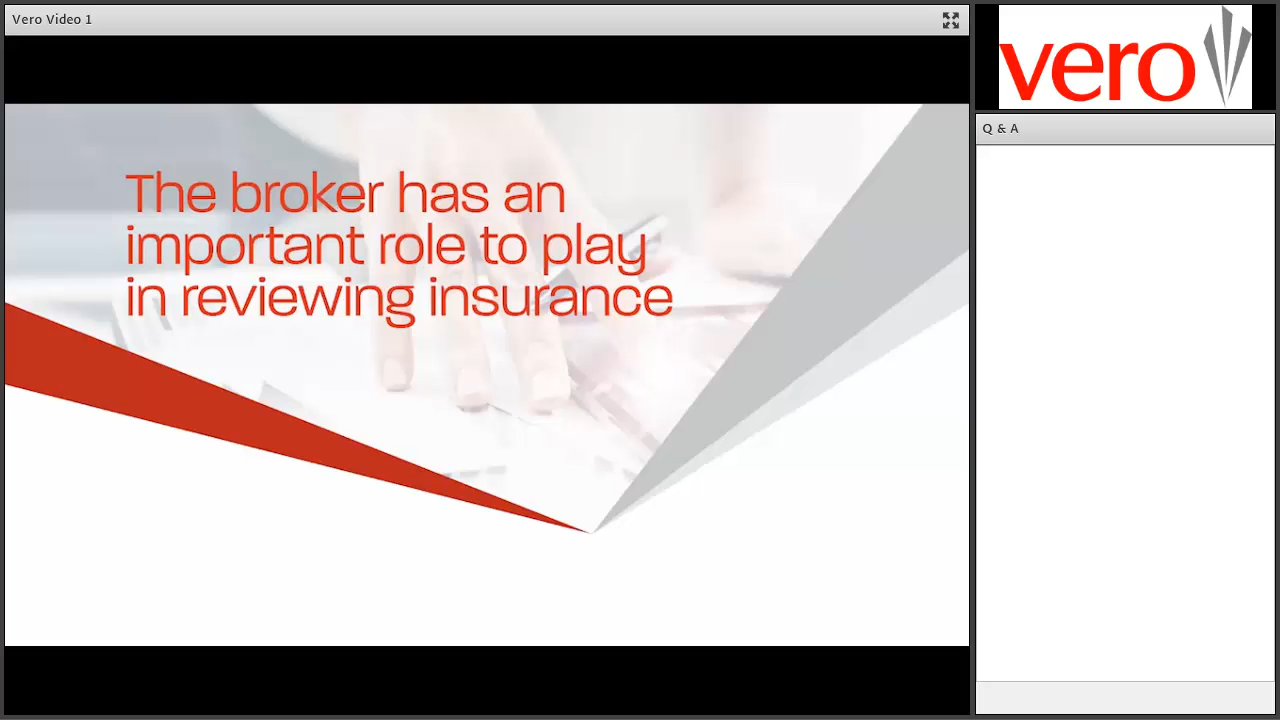 Vero Video 1
vero
Q & A
The broker has an
important role to play
in reviewing insurance